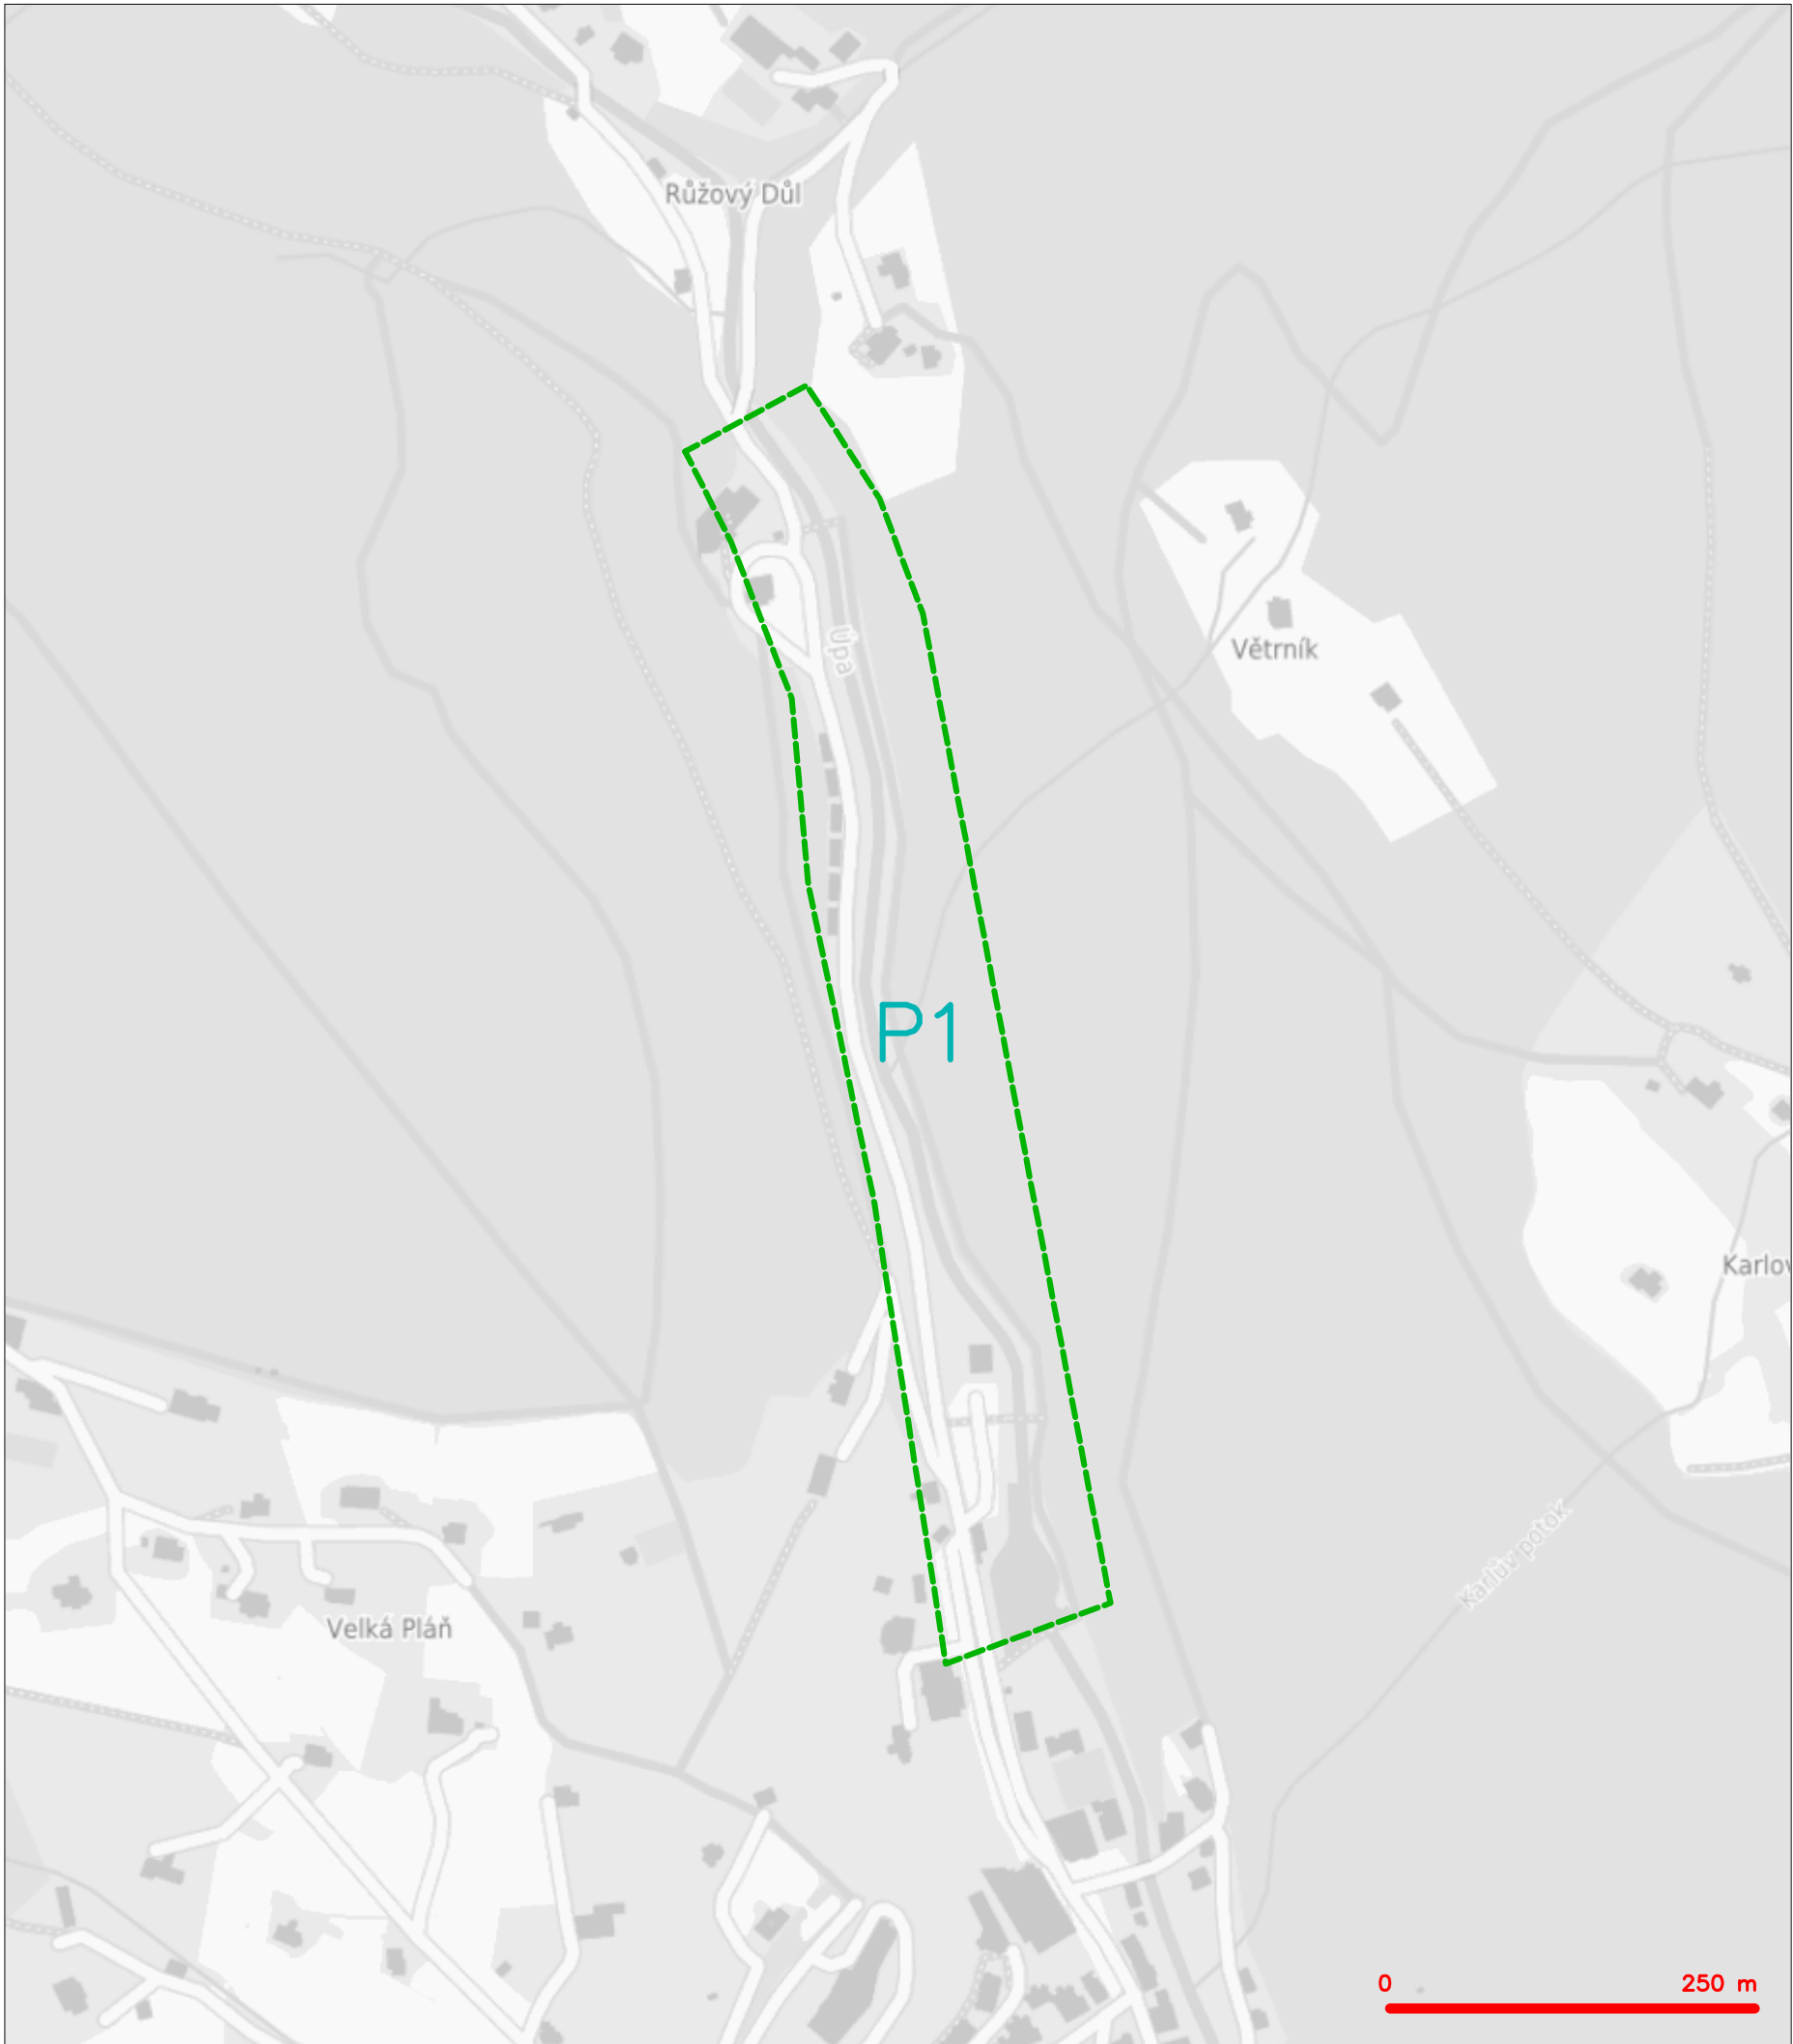 Růžový Důl
Úpa
Větrník
P1
Karlov
Karlův potok
Velká Pláň
0 250 m